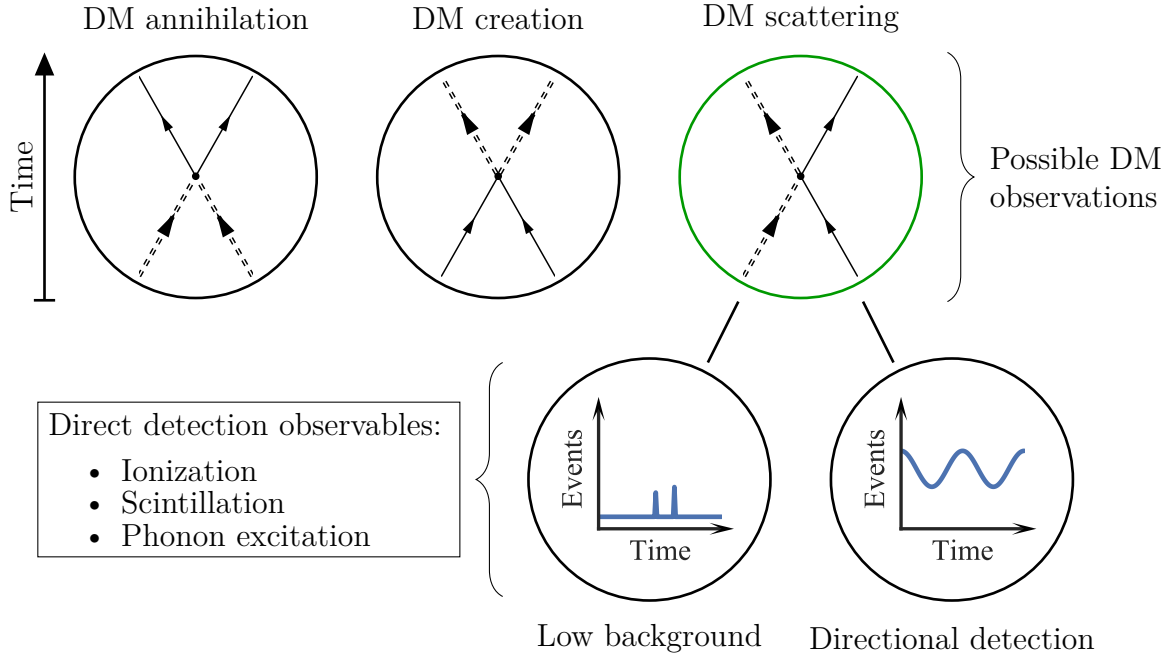 DM annihilation
DM creation
DM scattering
Time
Possible DM
observations
Direct detection observables:
• Ionization
• Scintillation
• Phonon excitation
Events
Time
Events
Time
Low background
Directional detection